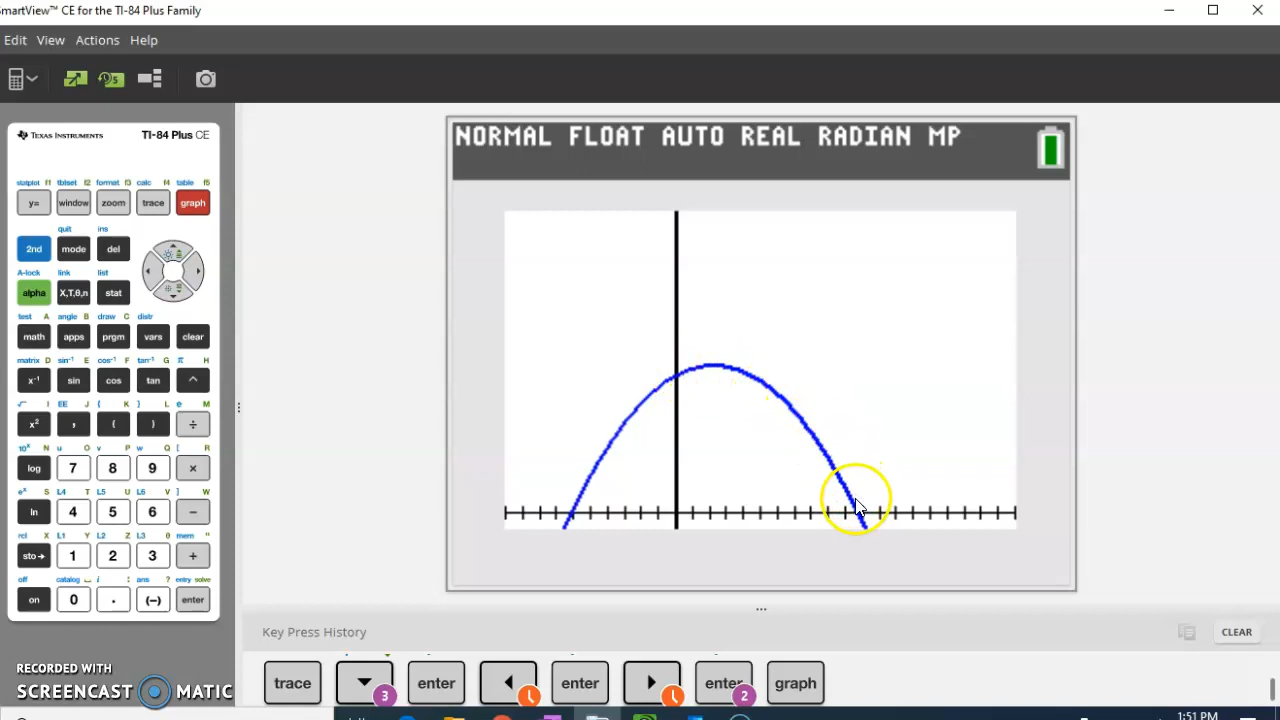 SmartView™ CE for the TI-84 Plus Family
Edit View Actions Help
TEXAS INSTRUMENTS TI-84 Plus CE
NORMAL FLOAT AUTO REAL RADIAN MP
statplot f1 tblset f2 format f3 calc f4 table f5
y= window zoom trace graph
quit ins
2nd mode del
A-lock link list
alpha X,T,θ,n stat
test A angle B draw C distr
math apps prgm vars clear
matrix D sin⁻¹ E cos⁻¹ F tan⁻¹ G π H
x⁻¹ sin cos tan ^
√ I EE J { K } L e M
x² , ( ) ÷
10ˣ N u O v P w Q [ R
log 7 8 9 ×
eˣ S L4 T L5 U L6 V ] W
ln 4 5 6 −
rcl X L1 Y L2 Z L3 θ mem "
sto→ 1 2 3 +
off catalog i : ans ? entry solve
on 0 . (−) enter
Key Press History CLEAR
trace 3 enter enter enter 2 graph
RECORDED WITH
SCREENCAST MATIC
1:51 PM